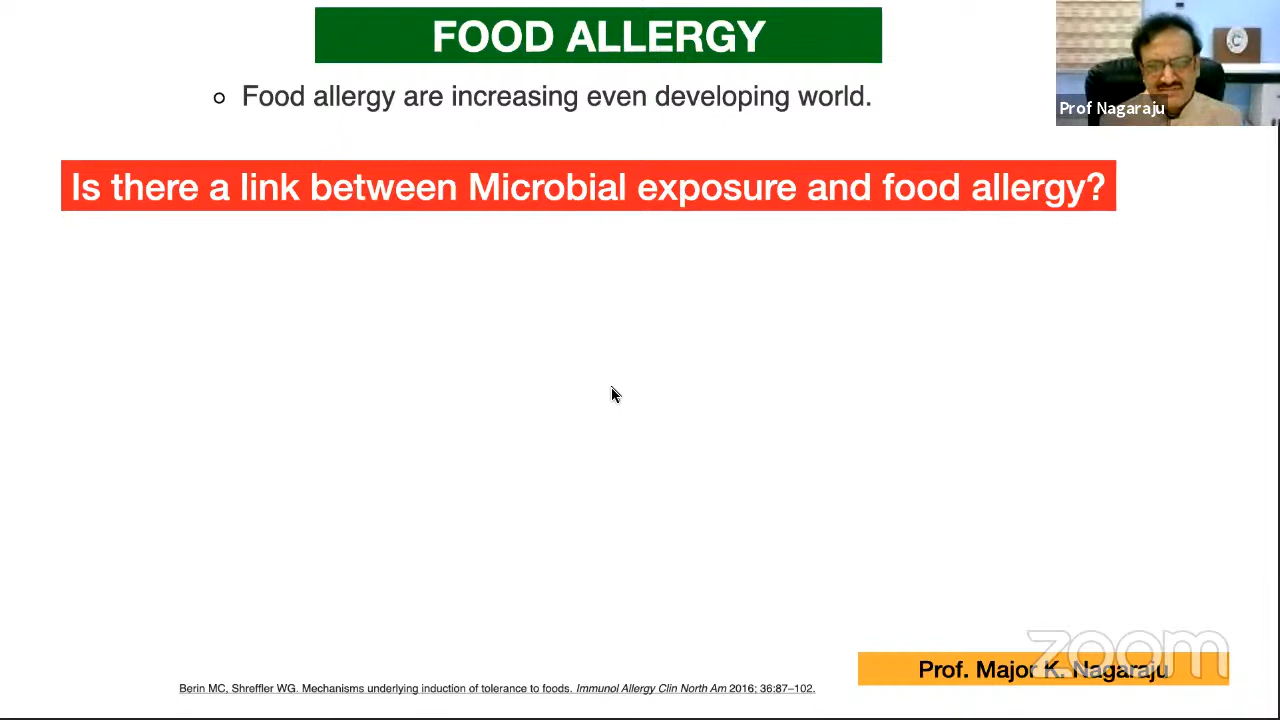 FOOD ALLERGY
Food allergy are increasing even developing world.
Prof Nagaraju
Is there a link between Microbial exposure and food allergy?
zoom
Prof. Major K. Nagaraju
Berin MC, Shreffler WG. Mechanisms underlying induction of tolerance to foods. Immunol Allergy Clin North Am 2016; 36:87–102.